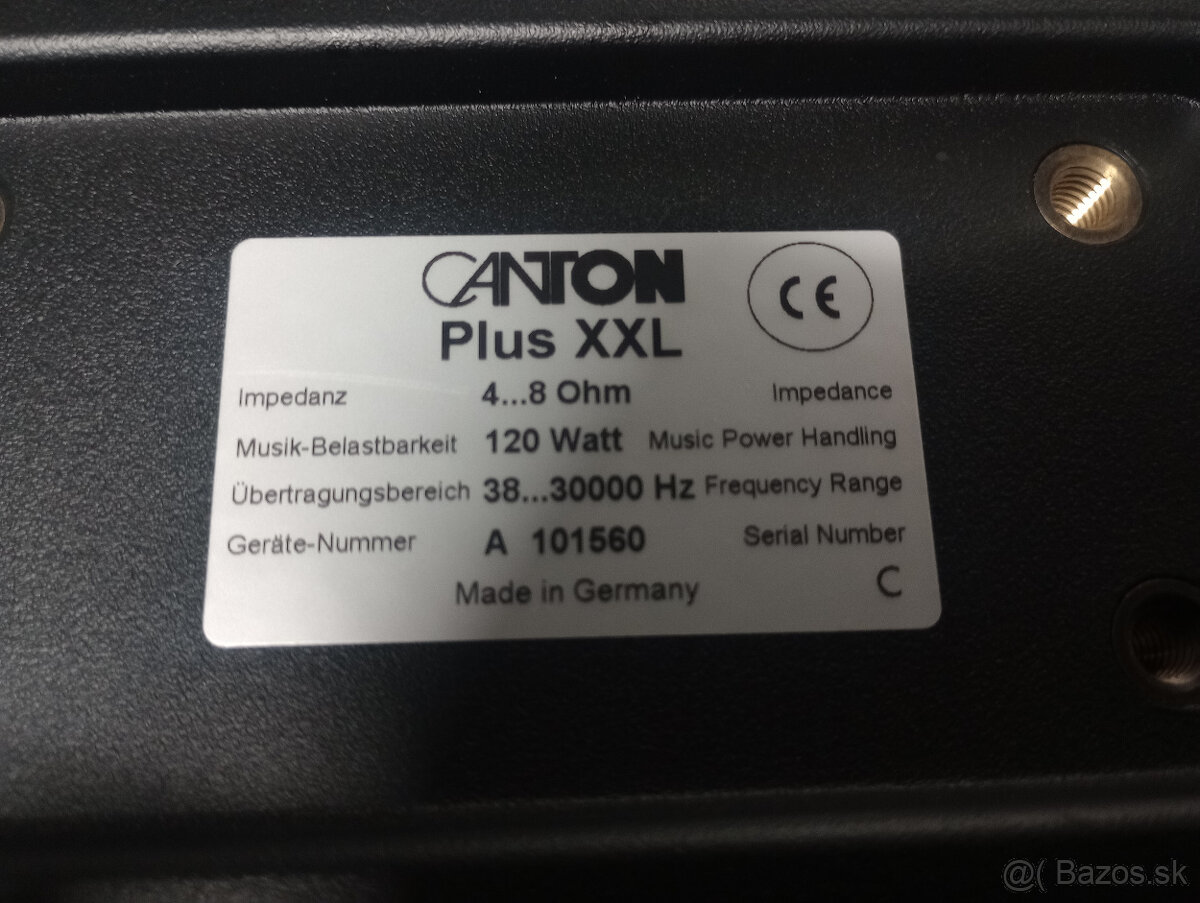 CANTON
CE
Plus XXL
Impedanz 4...8 Ohm Impedance
Musik-Belastbarkeit 120 Watt Music Power Handling
Übertragungsbereich 38...30000 Hz Frequency Range
Geräte-Nummer A 101560 Serial Number
Made in Germany C
@( Bazos.sk